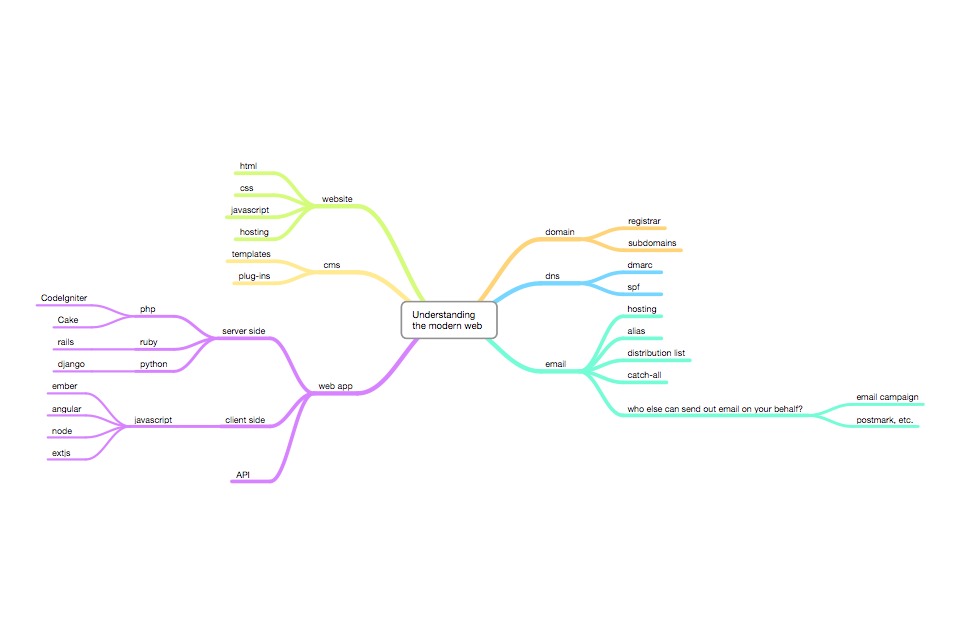 Understanding
the modern web
website
html
css
javascript
hosting
cms
templates
plug-ins
web app
server side
php
CodeIgniter
Cake
ruby
rails
python
django
client side
javascript
ember
angular
node
extjs
API
domain
registrar
subdomains
dns
dmarc
spf
email
hosting
alias
distribution list
catch-all
who else can send out email on your behalf?
email campaign
postmark, etc.